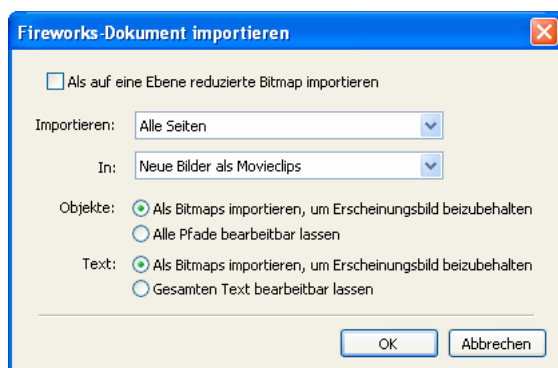 Fireworks-Dokument importieren
Als auf eine Ebene reduzierte Bitmap importieren
Importieren: Alle Seiten
In: Neue Bilder als Movieclips
Objekte: Als Bitmaps importieren, um Erscheinungsbild beizubehalten
Alle Pfade bearbeitbar lassen
Text: Als Bitmaps importieren, um Erscheinungsbild beizubehalten
Gesamten Text bearbeitbar lassen
OK Abbrechen